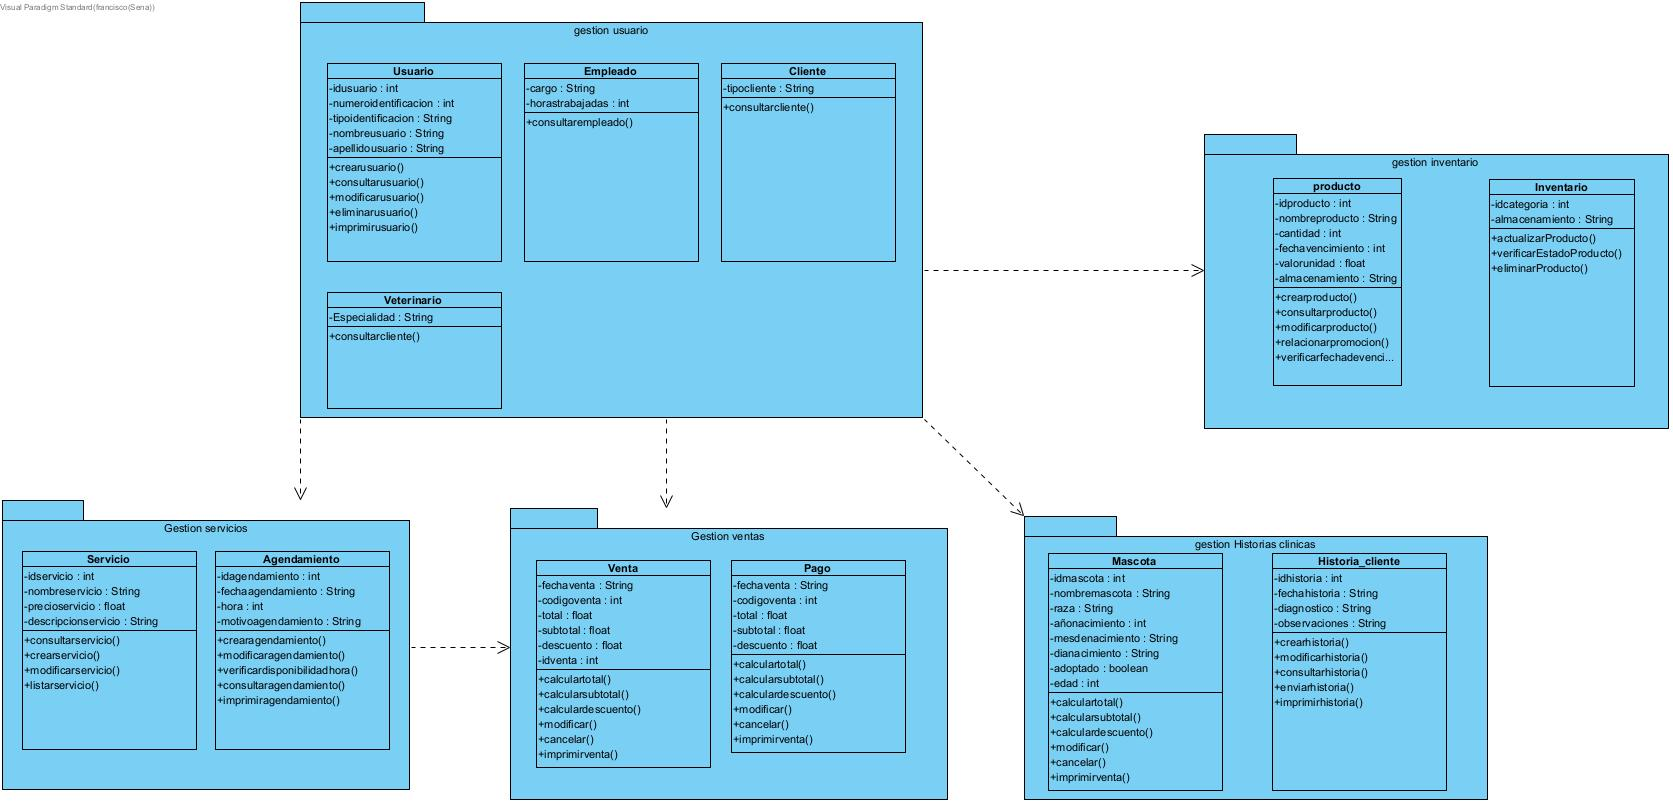 Visual Paradigm Standard(francisco(Sena))
gestion usuario
Usuario
-idusuario : int
-numeroidentificacion : int
-tipoidentificacion : String
-nombreusuario : String
-apellidousuario : String
+crearusuario()
+consultarusuario()
+modificarusuario()
+eliminarusuario()
+imprimirusuario()
Empleado
-cargo : String
-horastrabajadas : int
+consultarempleado()
Cliente
-tipocliente : String
+consultarcliente()
Veterinario
-Especialidad : String
+consultarcliente()
gestion inventario
producto
-idproducto : int
-nombreproducto : String
-cantidad : int
-fechavencimiento : int
-valorunidad : float
-almacenamiento : String
+crearproducto()
+consultarproducto()
+modificarproducto()
+relacionarpromocion()
+verificarfechadevenci...
Inventario
-idcategoria : int
-almacenamiento : String
+actualizarProducto()
+verificarEstadoProducto()
+eliminarProducto()
Gestion servicios
Servicio
-idservicio : int
-nombreservicio : String
-precioservicio : float
-descripcionservicio : String
+consultarservicio()
+crearservicio()
+modificarservicio()
+listarservicio()
Agendamiento
-idagendamiento : int
-fechaagendamiento : String
-hora : int
-motivoagendamiento : String
+crearagendamiento()
+modificaragendamiento()
+verificardisponibilidadhora()
+consultaragendamiento()
+imprimiragendamiento()
Gestion ventas
Venta
-fechaventa : String
-codigoventa : int
-total : float
-subtotal : float
-descuento : float
-idventa : int
+calculartotal()
+calcularsubtotal()
+calculardescuento()
+modificar()
+cancelar()
+imprimirventa()
Pago
-fechaventa : String
-codigoventa : int
-total : float
-subtotal : float
-descuento : float
+calculartotal()
+calcularsubtotal()
+calculardescuento()
+modificar()
+cancelar()
+imprimirventa()
gestion Historias clinicas
Mascota
-idmascota : int
-nombremascota : String
-raza : String
-añonacimiento : int
-mesdenacimiento : String
-dianacimiento : String
-adoptado : boolean
-edad : int
+calculartotal()
+calcularsubtotal()
+calculardescuento()
+modificar()
+cancelar()
+imprimirventa()
Historia_cliente
-idhistoria : int
-fechahistoria : String
-diagnostico : String
-observaciones : String
+crearhistoria()
+modificarhistoria()
+consultarhistoria()
+enviarhistoria()
+imprimirhistoria()